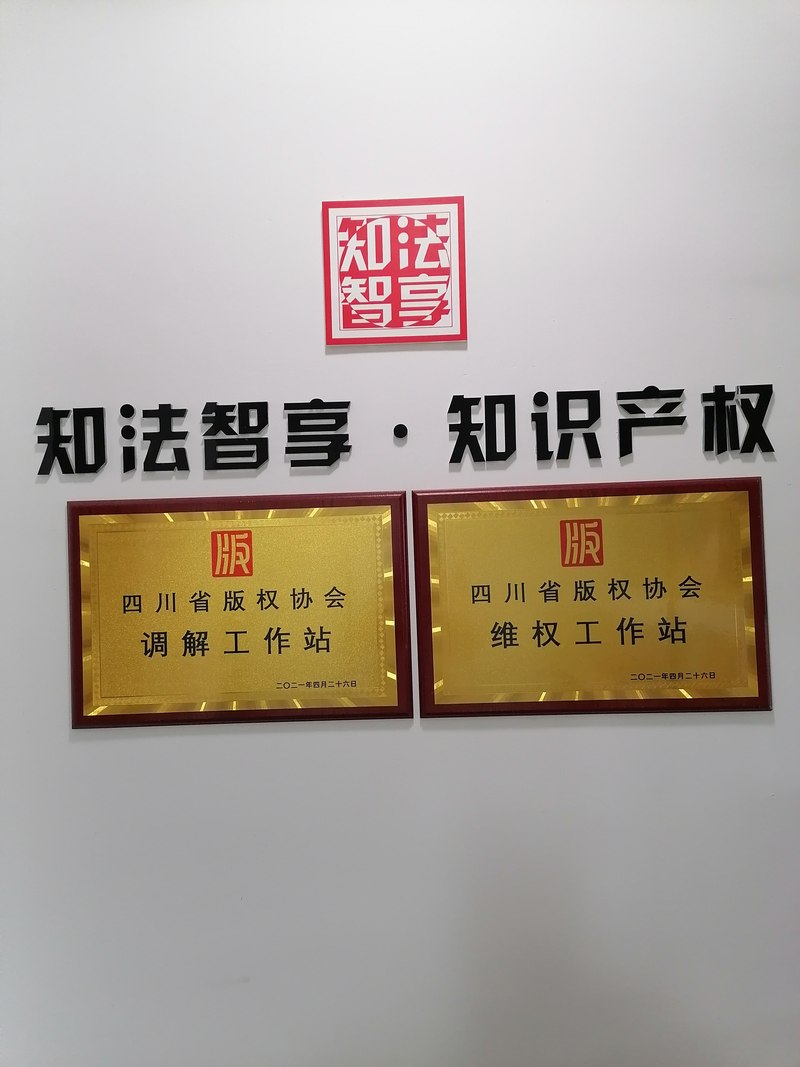 知法
智享
知法智享·知识产权
版
四川省版权协会
调解工作站
二〇二一年四月二十六日
版
四川省版权协会
维权工作站
二〇二一年四月二十六日